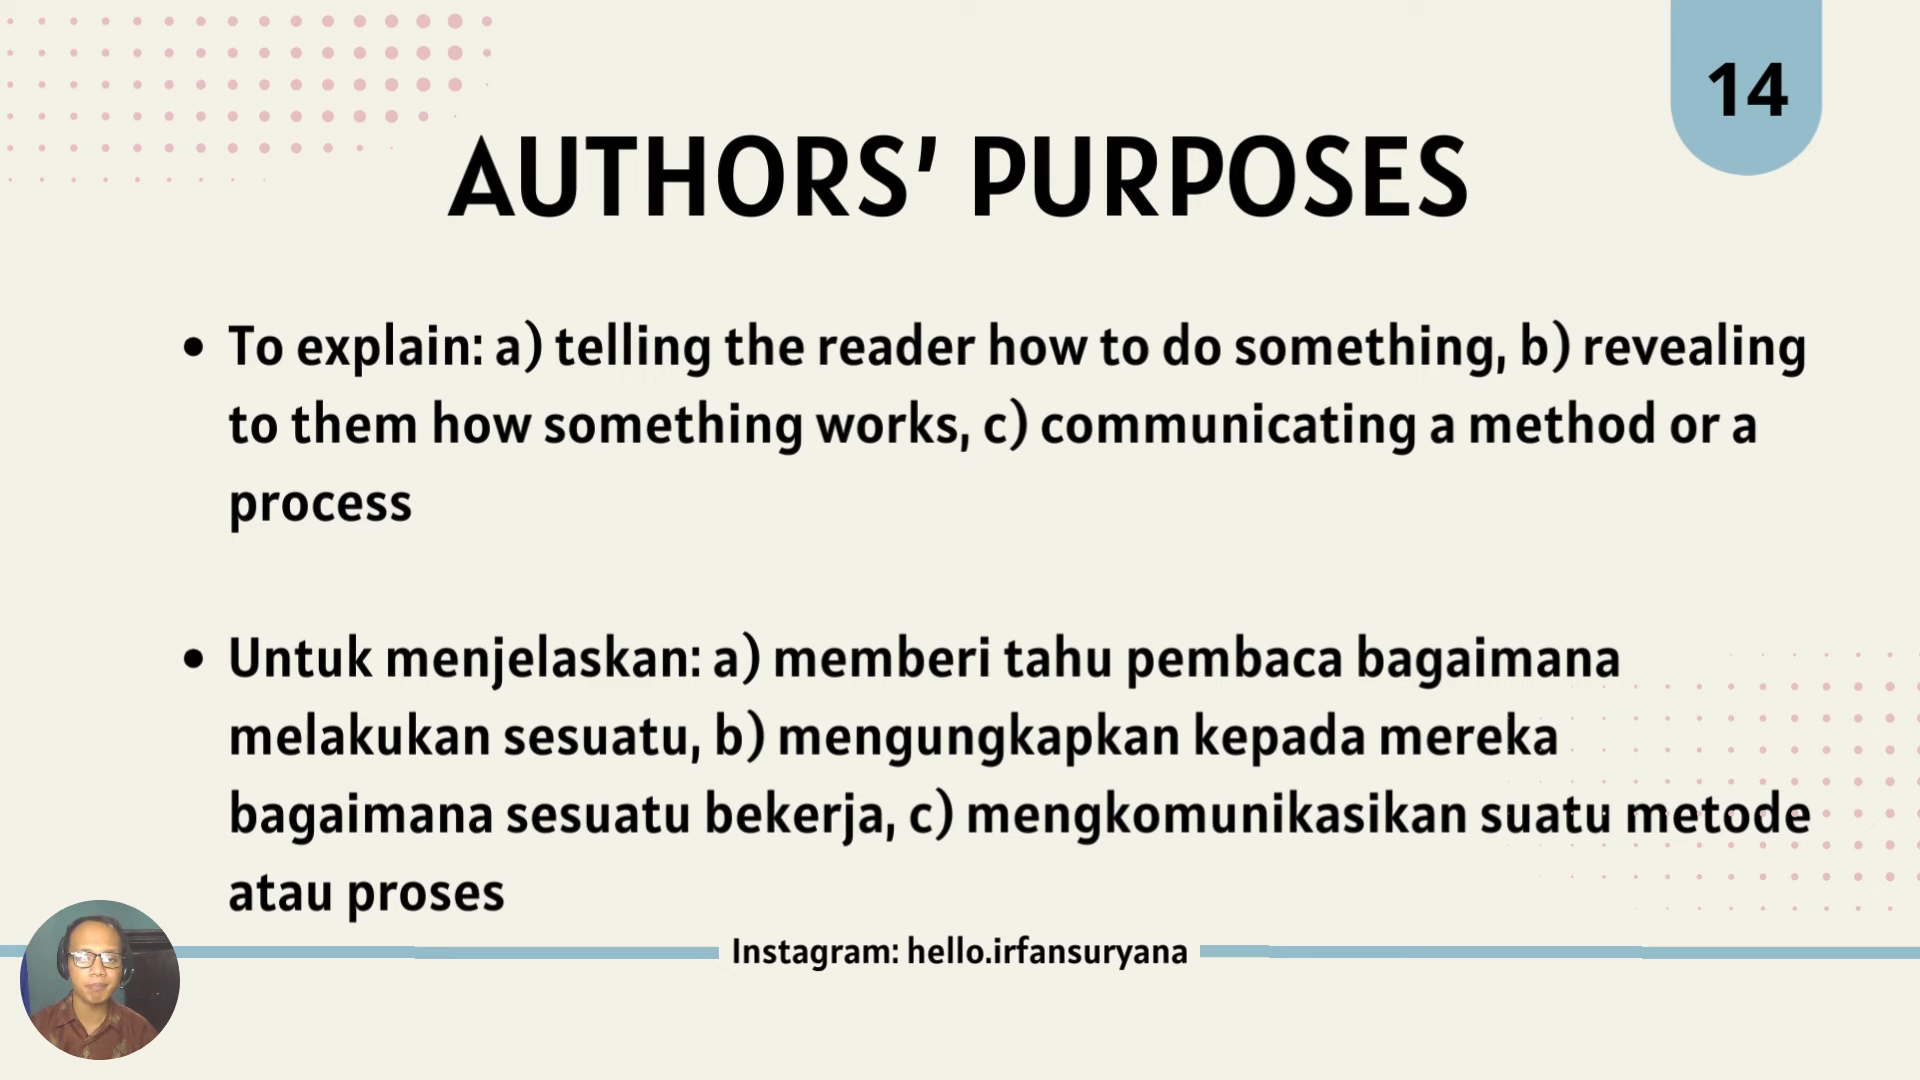 14
AUTHORS' PURPOSES
• To explain: a) telling the reader how to do something, b) revealing
to them how something works, c) communicating a method or a
process
• Untuk menjelaskan: a) memberi tahu pembaca bagaimana
melakukan sesuatu, b) mengungkapkan kepada mereka
bagaimana sesuatu bekerja, c) mengkomunikasikan suatu metode
atau proses
Instagram: hello.irfansuryana